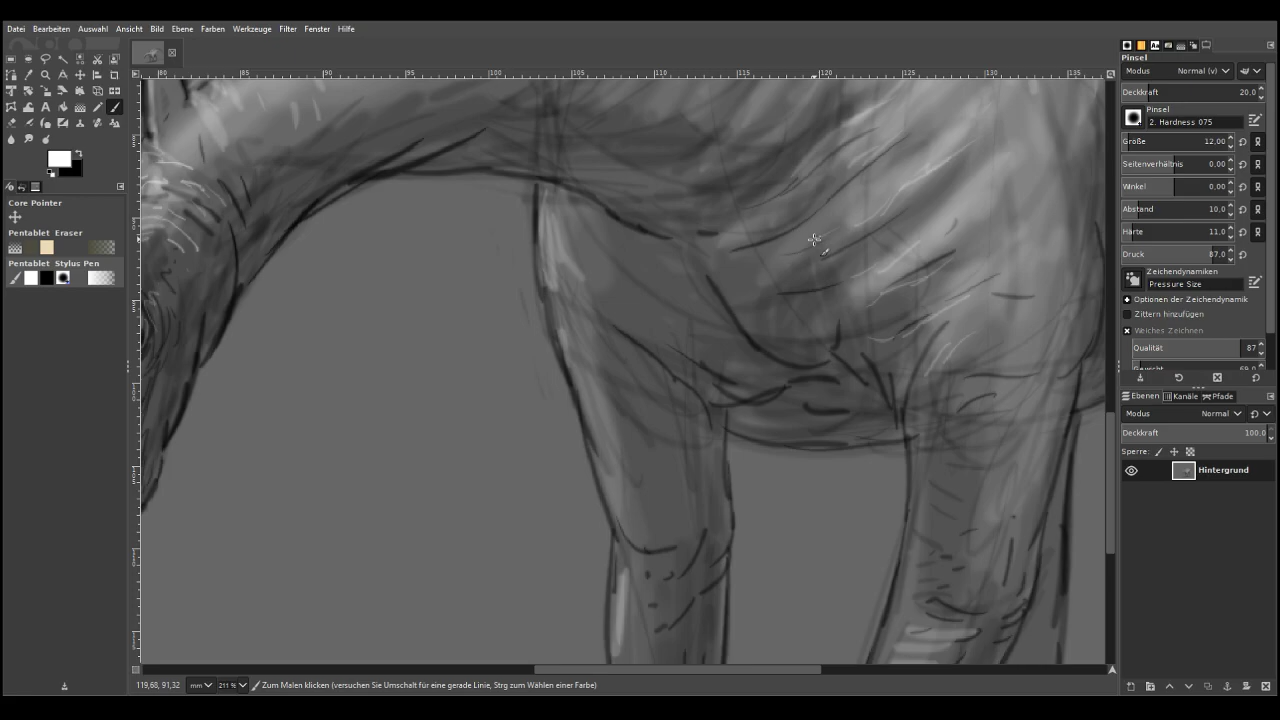 Datei Bearbeiten Auswahl Ansicht Bild Ebene Farben Werkzeuge Filter Fenster Hilfe
80 85 90 95 100 105 110 115 120 125 130 135
Core Pointer
Pentablet Eraser
Pentablet Stylus Pen
Pinsel
Modus Normal (v)
Deckkraft 20,0
Pinsel
2. Hardness 075
Größe 12,00
Seitenverhältnis 0,00
Winkel 0,00
Abstand 10,0
Härte 11,0
Druck 87,0
Zeichendynamiken
Pressure Size
Optionen der Zeichendynamik
Zittern hinzufügen
Weiches Zeichnen
Qualität 87
Ebenen Kanäle Pfade
Modus Normal
Deckkraft 100,0
Sperre:
Hintergrund
119,68, 91,32 mm 211 % Zum Malen klicken (versuchen Sie Umschalt für eine gerade Linie, Strg zum Wählen einer Farbe)